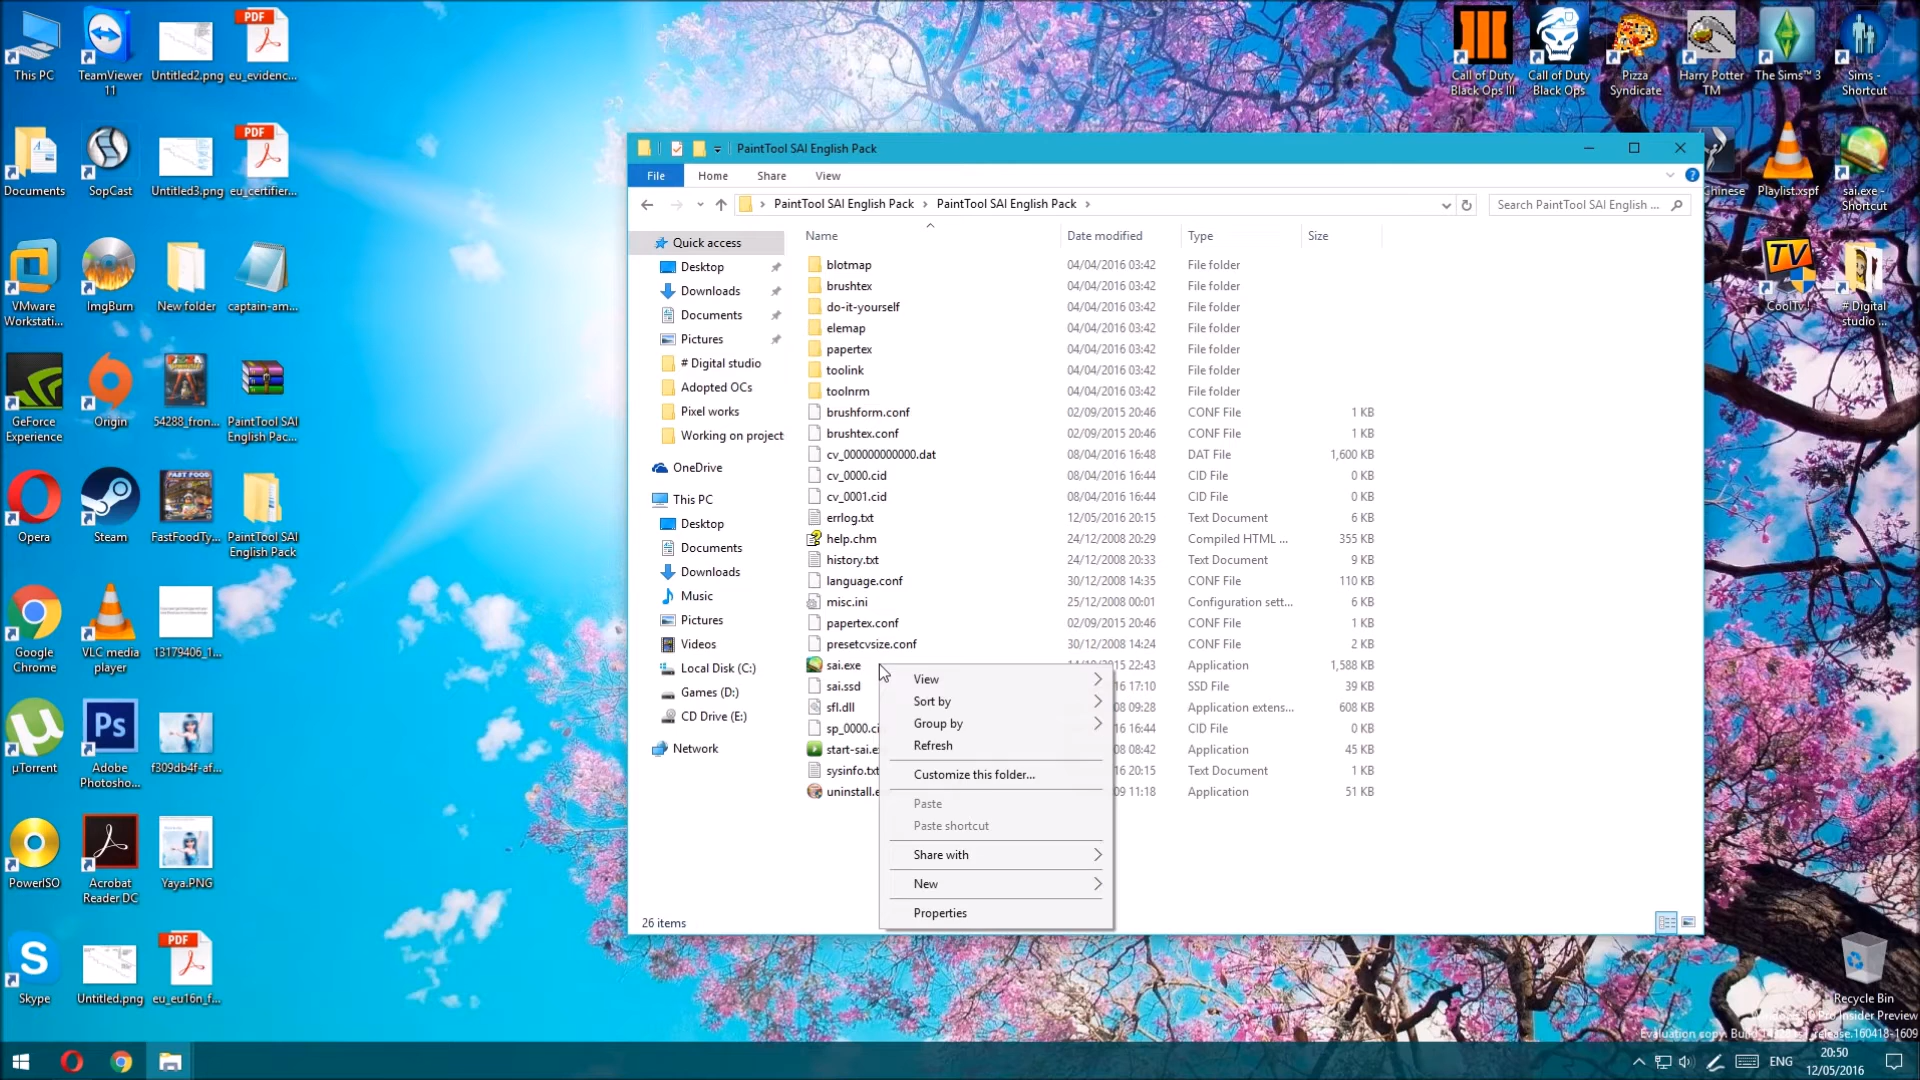 This PC
TeamViewer
11
Untitled2.png
eu_evidenc...
Documents
SopCast
Untitled3.png
eu_certifier...
VMware
Workstati...
ImgBurn
New folder
captain-am...
GeForce
Experience
Origin
54288_fron...
PaintTool SAI
English Pac...
Opera
Steam
FastFoodTy...
PaintTool SAI
English Pack
Google
Chrome
VLC media
player
13179406_1...
µTorrent
Adobe
Photosho...
f309db4f-af...
PowerISO
Acrobat
Reader DC
Yaya.PNG
Skype
Untitled.png
eu_eu16n_f...
Call of Duty
Black Ops III
Call of Duty
Black Ops
Pizza
Syndicate
Harry Potter
TM
The Sims™ 3
Sims -
Shortcut
Chinese
Playlist.xspf
sai.exe -
Shortcut
CoolTv !
# Digital
studio ...
Recycle Bin
PaintTool SAI English Pack
File Home Share View
PaintTool SAI English Pack > PaintTool SAI English Pack >
Search PaintTool SAI English ...
Quick access
Desktop
Downloads
Documents
Pictures
# Digital studio
Adopted OCs
Pixel works
Working on project
OneDrive
This PC
Desktop
Documents
Downloads
Music
Pictures
Videos
Local Disk (C:)
Games (D:)
CD Drive (E:)
Network
Name Date modified Type Size
blotmap 04/04/2016 03:42 File folder
brushtex 04/04/2016 03:42 File folder
do-it-yourself 04/04/2016 03:42 File folder
elemap 04/04/2016 03:42 File folder
papertex 04/04/2016 03:42 File folder
toolink 04/04/2016 03:42 File folder
toolnrm 04/04/2016 03:42 File folder
brushform.conf 02/09/2015 20:46 CONF File 1 KB
brushtex.conf 02/09/2015 20:46 CONF File 1 KB
cv_000000000000.dat 08/04/2016 16:48 DAT File 1,600 KB
cv_0000.cid 08/04/2016 16:44 CID File 0 KB
cv_0001.cid 08/04/2016 16:44 CID File 0 KB
errlog.txt 12/05/2016 20:15 Text Document 6 KB
help.chm 24/12/2008 20:29 Compiled HTML ... 355 KB
history.txt 24/12/2008 20:33 Text Document 9 KB
language.conf 30/12/2008 14:35 CONF File 110 KB
misc.ini 25/12/2008 00:01 Configuration sett... 6 KB
papertex.conf 02/09/2015 20:46 CONF File 1 KB
presetcvsize.conf 30/12/2008 14:24 CONF File 2 KB
sai.exe 22:43 Application 1,588 KB
sai.ssd 17:10 SSD File 39 KB
sfl.dll 09:28 Application extens... 608 KB
sp_0000.ci 16:44 CID File 0 KB
start-sai.e 08:42 Application 45 KB
sysinfo.txt 20:15 Text Document 1 KB
uninstall.e 11:18 Application 51 KB
View
Sort by
Group by
Refresh
Customize this folder...
Paste
Paste shortcut
Share with
New
Properties
26 items
Pro Insider Preview
Evaluation copy. Build
ENG
20:50
12/05/2016